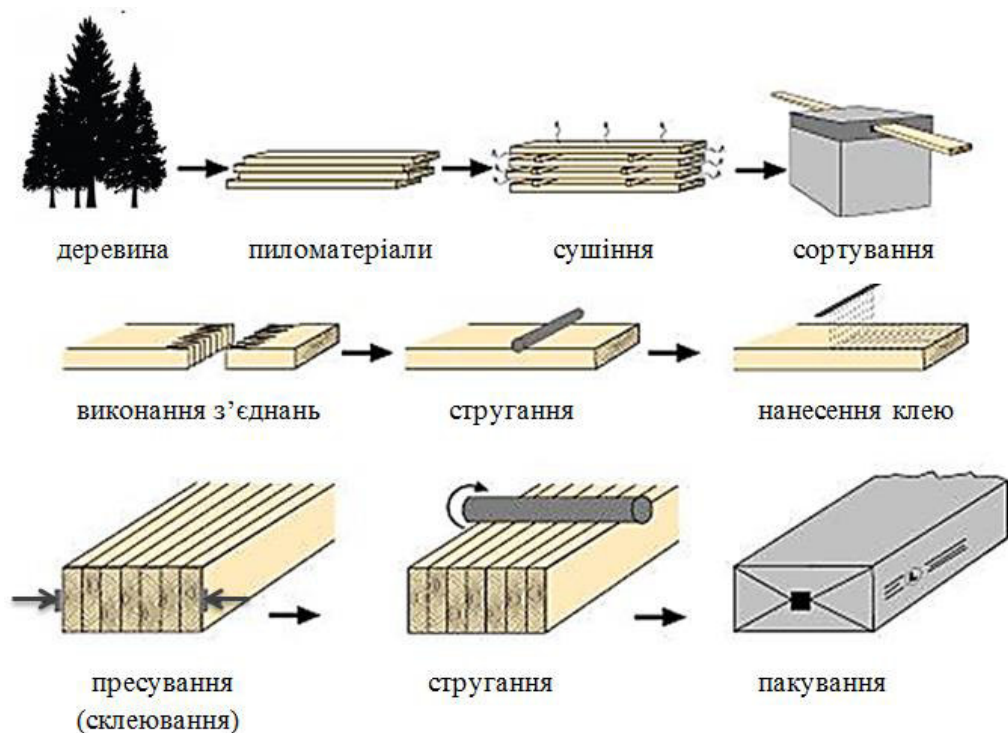 деревина
пиломатеріали
сушіння
сортування
виконання з’єднань
стругання
нанесення клею
пресування
(склеювання)
стругання
пакування